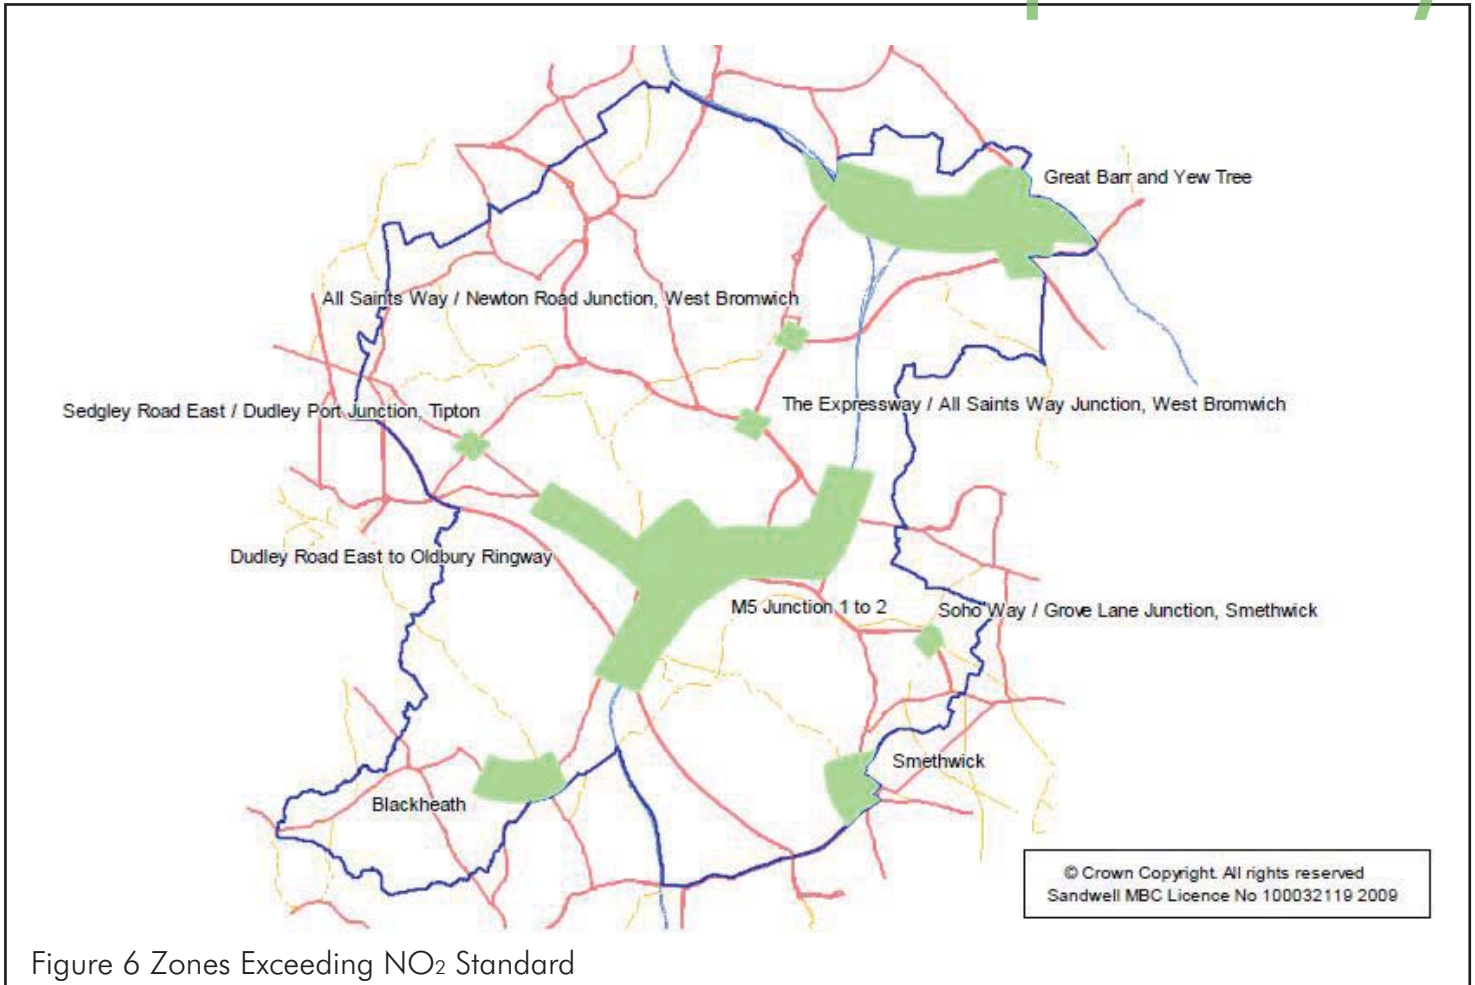 Great Barr and Yew Tree
All Saints Way / Newton Road Junction, West Bromwich
Sedgley Road East / Dudley Port Junction, Tipton
The Expressway / All Saints Way Junction, West Bromwich
Dudley Road East to Oldbury Ringway
M5 Junction 1 to 2
Soho Way / Grove Lane Junction, Smethwick
Smethwick
Blackheath
© Crown Copyright. All rights reserved
Sandwell MBC Licence No 100032119 2009
Figure 6 Zones Exceeding NO2 Standard